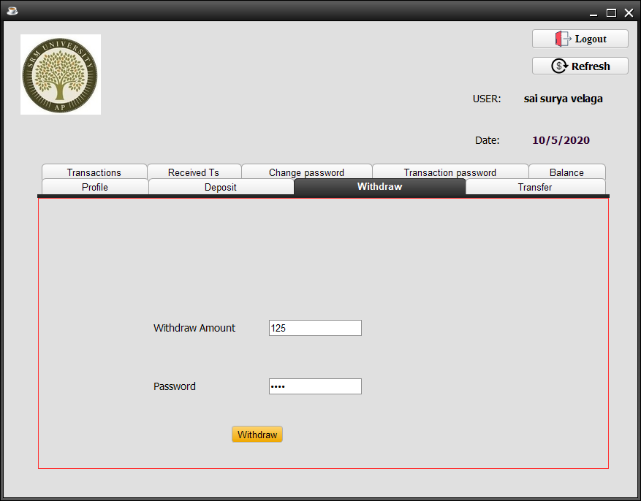 SRM UNIVERSITY
AP
Logout
$
Refresh
USER: sai surya velaga
Date: 10/5/2020
Transactions Received Ts Change password Transaction password Balance
Profile Deposit Withdraw Transfer
Withdraw Amount 125
Password ••••
Withdraw